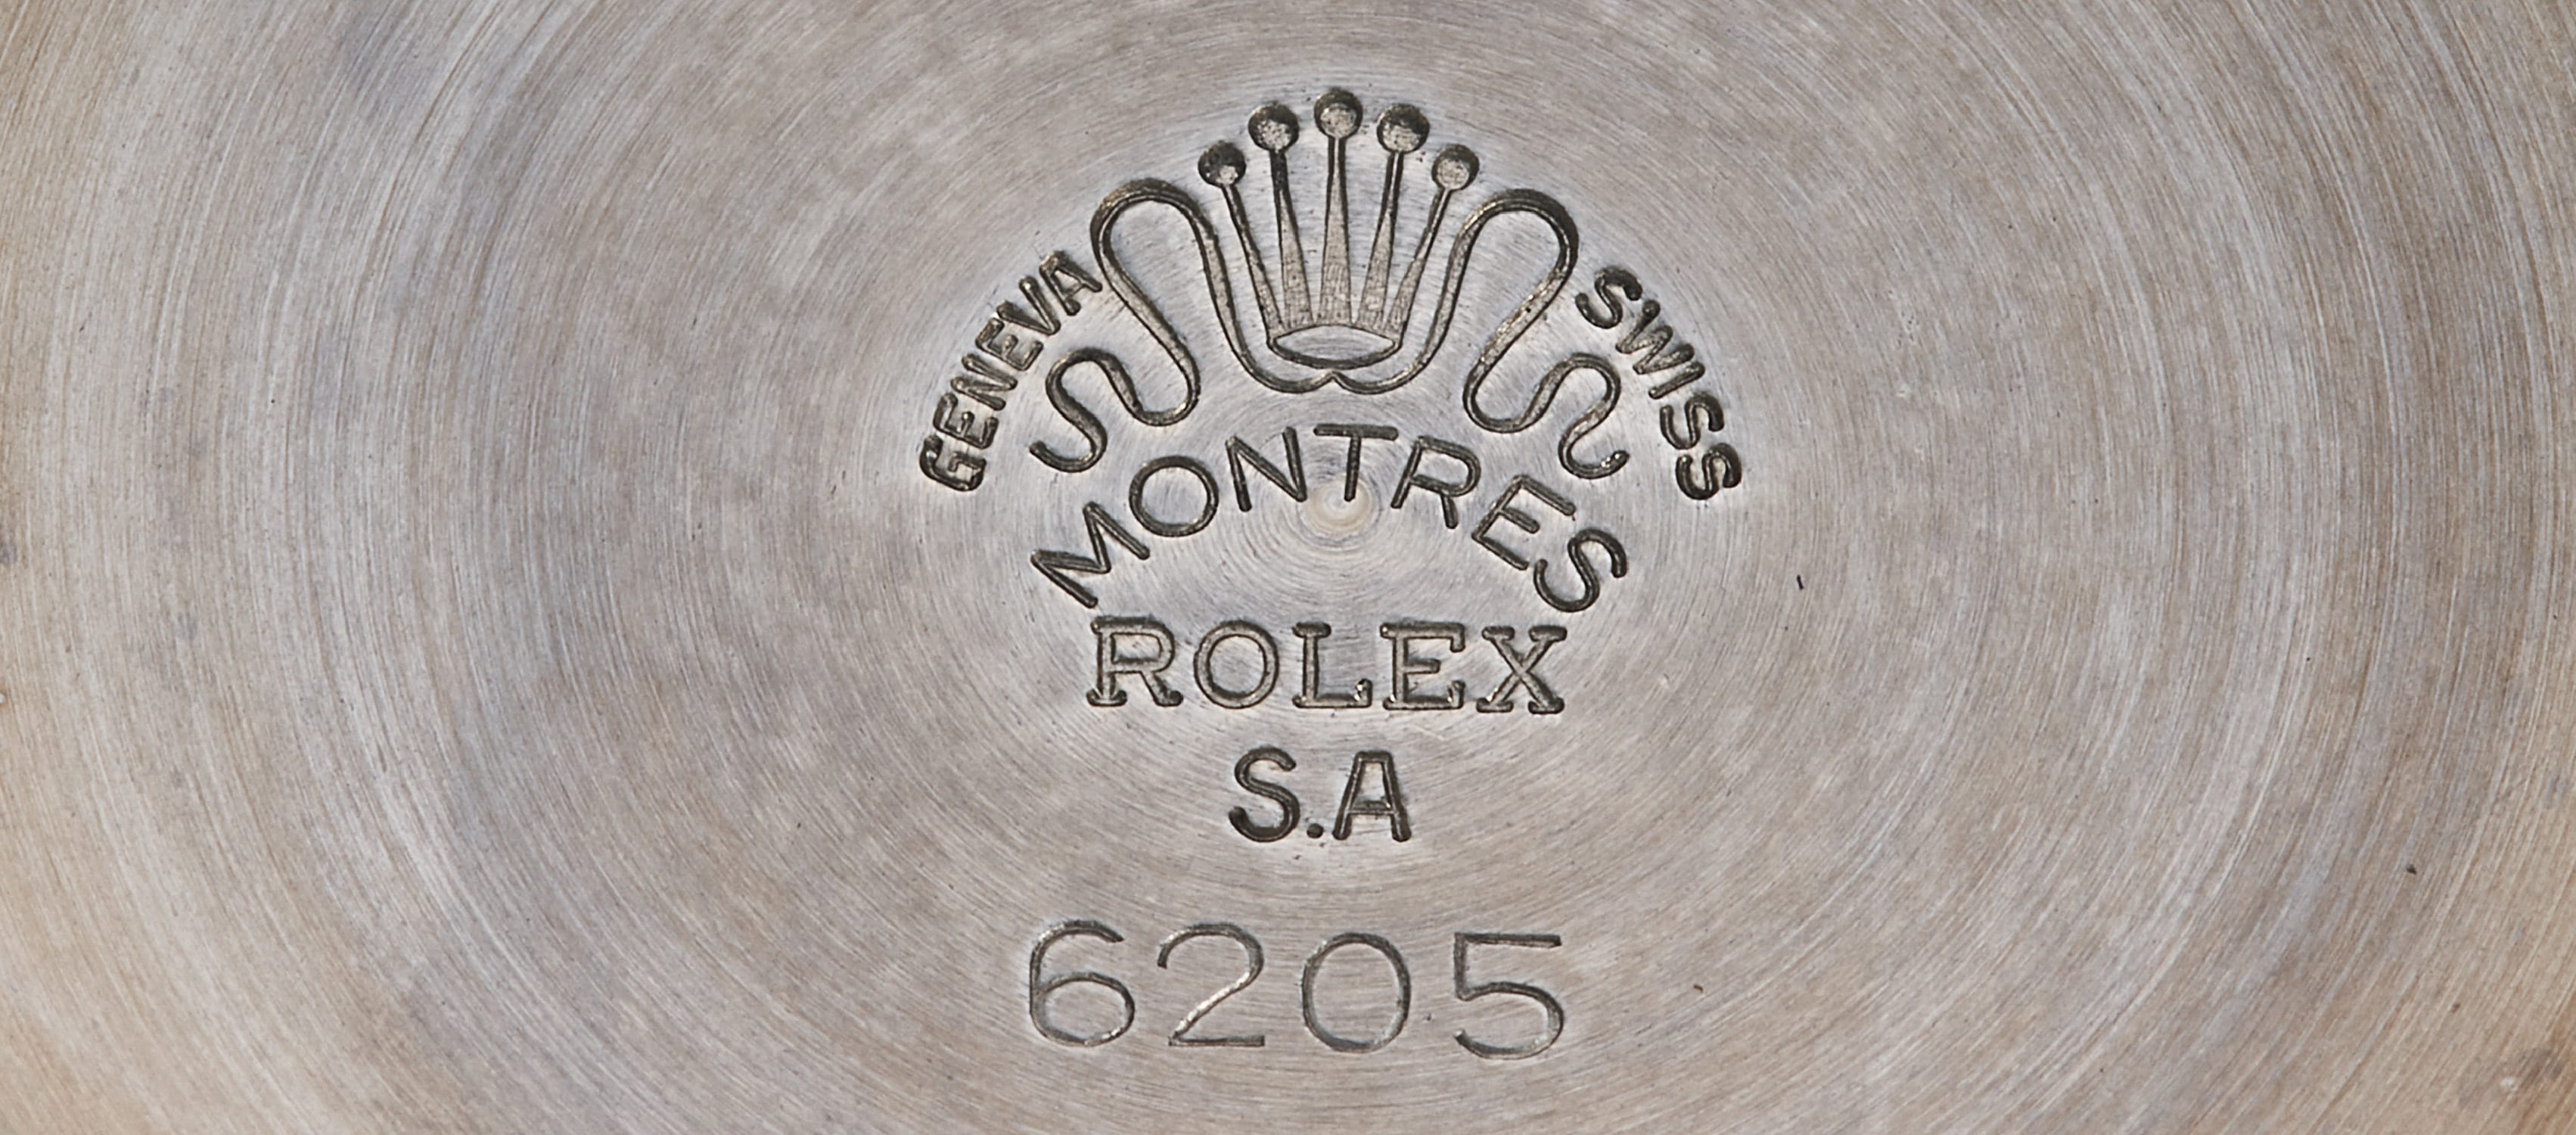 GENEVA SWISS
MONTRES
ROLEX
S.A
6205